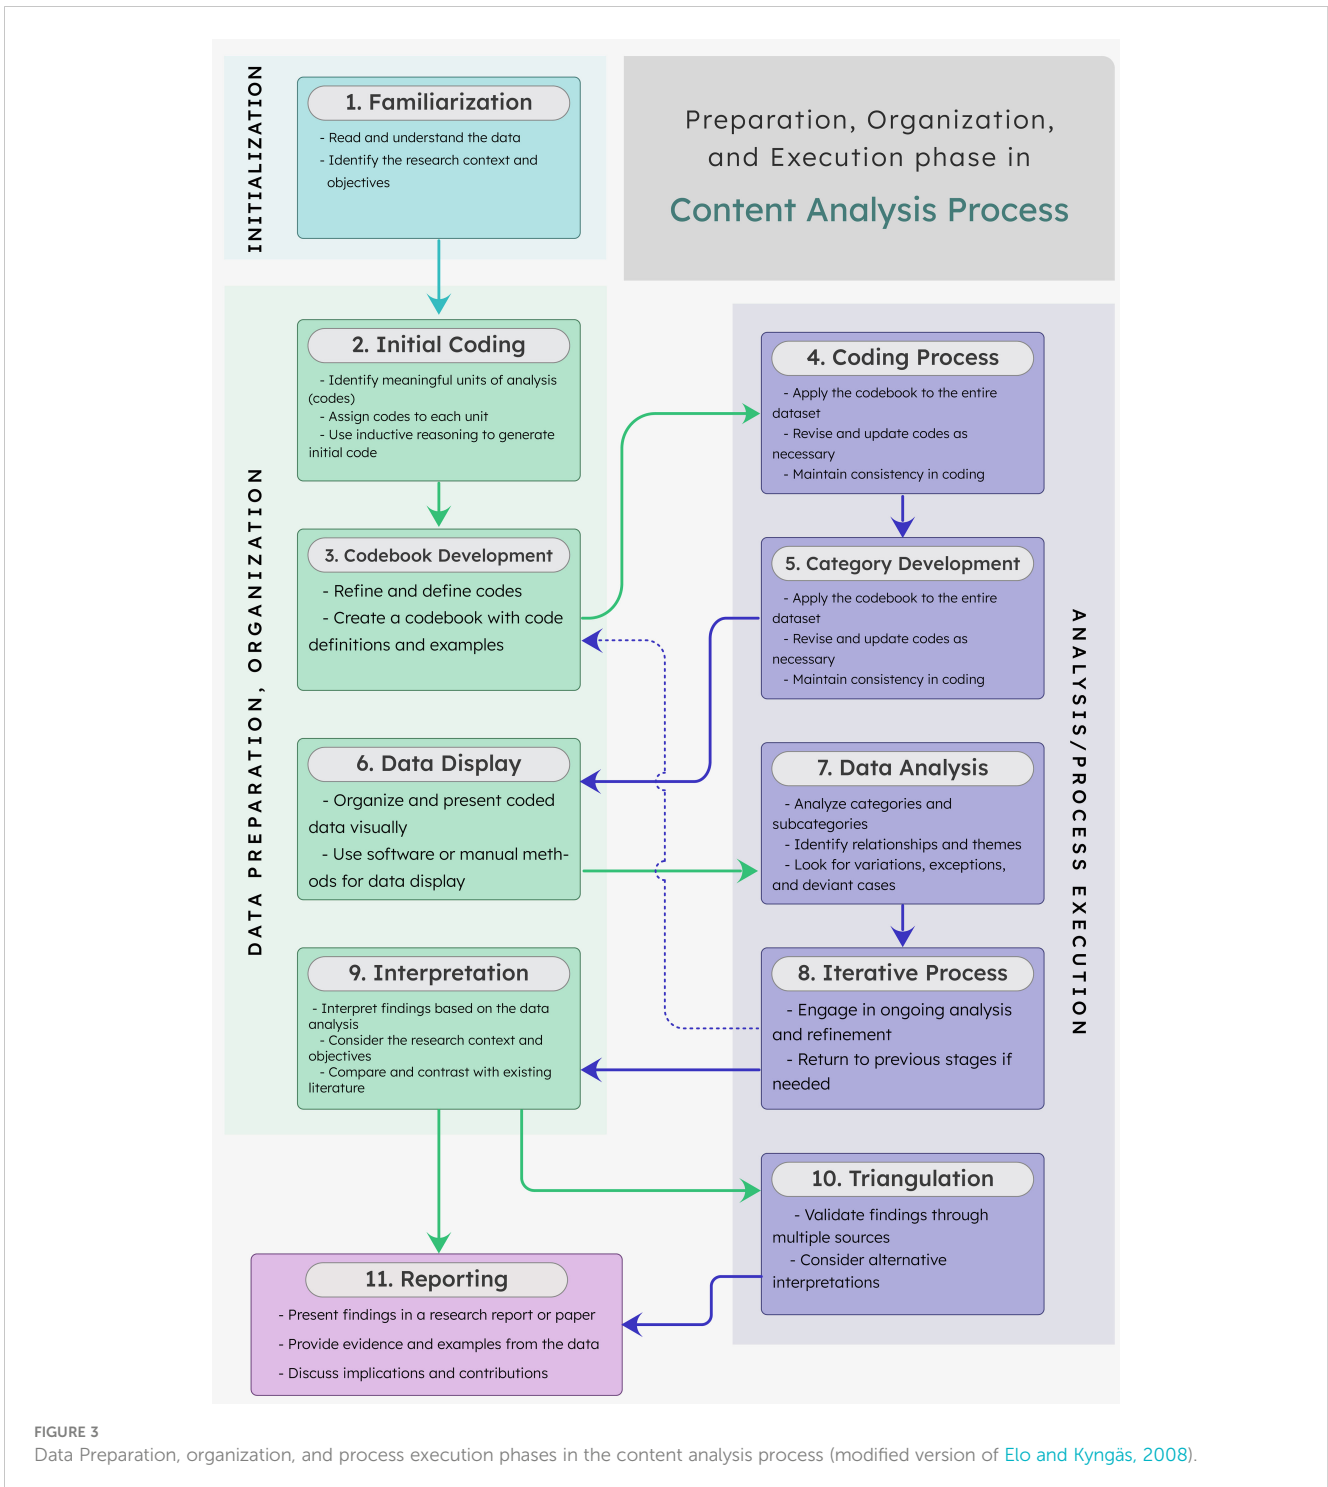 INITIALIZATION
1. Familiarization
- Read and understand the data
- Identify the research context and
objectives
Preparation, Organization,
and Execution phase in
Content Analysis Process
DATA PREPARATION, ORGANIZATION
2. Initial Coding
- Identify meaningful units of analysis
(codes)
- Assign codes to each unit
- Use inductive reasoning to generate
initial code
3. Codebook Development
- Refine and define codes
- Create a codebook with code
definitions and examples
4. Coding Process
- Apply the codebook to the entire
dataset
- Revise and update codes as
necessary
- Maintain consistency in coding
5. Category Development
- Apply the codebook to the entire
dataset
- Revise and update codes as
necessary
- Maintain consistency in coding
ANALYSIS/PROCESS EXECUTION
6. Data Display
- Organize and present coded
data visually
- Use software or manual meth-
ods for data display
7. Data Analysis
- Analyze categories and
subcategories
- Identify relationships and themes
- Look for variations, exceptions,
and deviant cases
8. Iterative Process
- Engage in ongoing analysis
and refinement
- Return to previous stages if
needed
9. Interpretation
- Interpret findings based on the data
analysis
- Consider the research context and
objectives
- Compare and contrast with existing
literature
10. Triangulation
- Validate findings through
multiple sources
- Consider alternative
interpretations
11. Reporting
- Present findings in a research report or paper
- Provide evidence and examples from the data
- Discuss implications and contributions
FIGURE 3
Data Preparation, organization, and process execution phases in the content analysis process (modified version of Elo and Kyngäs, 2008).